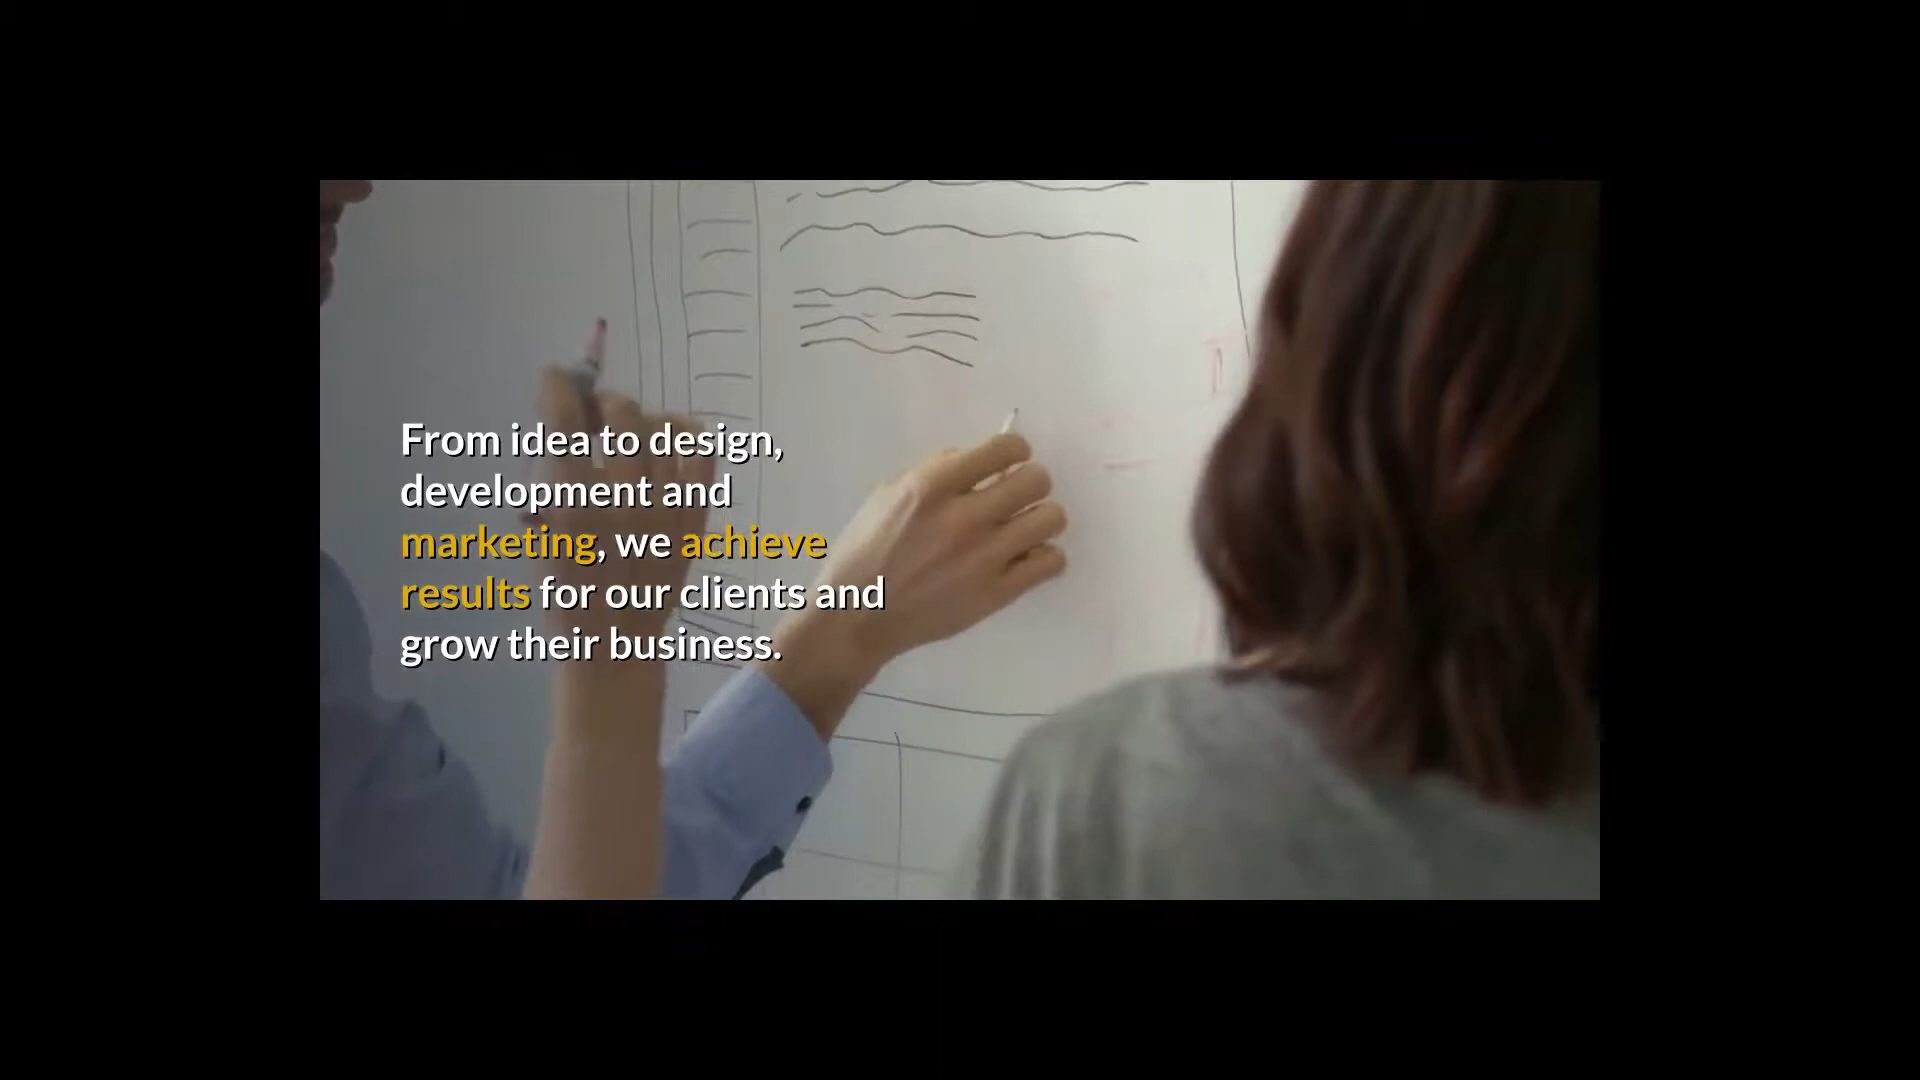 From idea to design,
development and
marketing, we achieve
results for our clients and
grow their business.